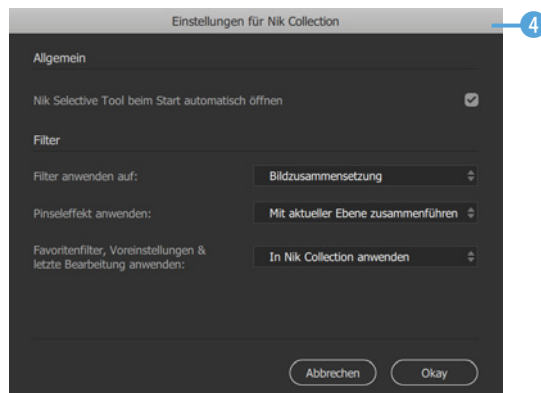 Einstellungen für Nik Collection
4
Allgemein
Nik Selective Tool beim Start automatisch öffnen
Filter
Filter anwenden auf: Bildzusammensetzung
Pinseleffekt anwenden: Mit aktueller Ebene zusammenführen
Favoritenfilter, Voreinstellungen &
letzte Bearbeitung anwenden: In Nik Collection anwenden
Abbrechen Okay